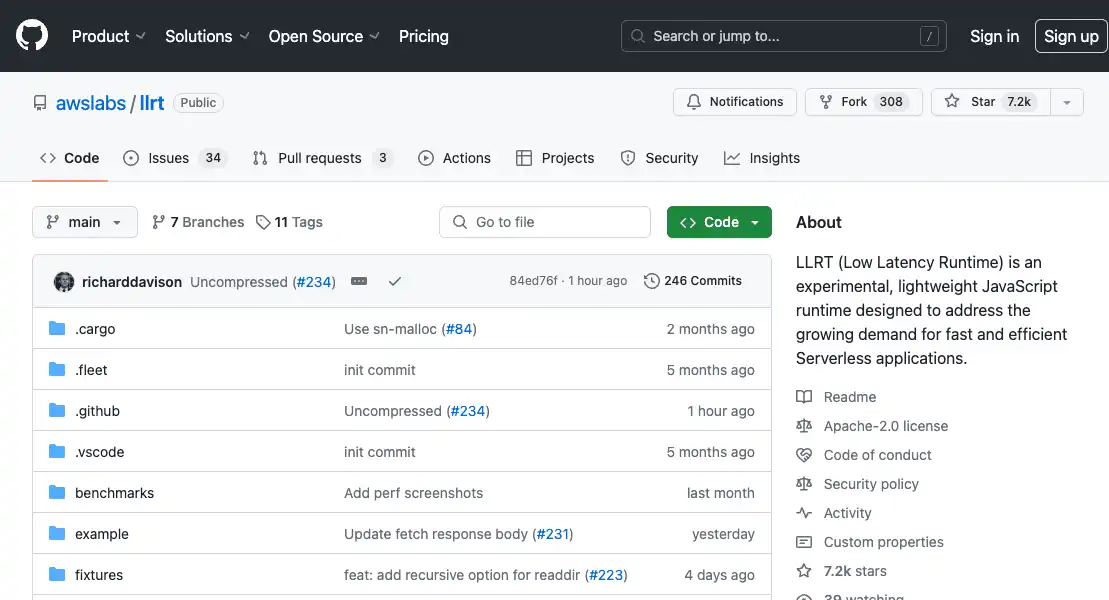 Product Solutions Open Source Pricing Search or jump to... / Sign in Sign up
awslabs / llrt Public Notifications Fork 308 Star 7.2k
Code Issues 34 Pull requests 3 Actions Projects Security Insights
main 7 Branches 11 Tags Go to file Code
richarddavison Uncompressed (#234) 84ed76f · 1 hour ago 246 Commits
.cargo Use sn-malloc (#84) 2 months ago
.fleet init commit 5 months ago
.github Uncompressed (#234) 1 hour ago
.vscode init commit 5 months ago
benchmarks Add perf screenshots last month
example Update fetch response body (#231) yesterday
fixtures feat: add recursive option for readdir (#223) 4 days ago
About
LLRT (Low Latency Runtime) is an
experimental, lightweight JavaScript
runtime designed to address the
growing demand for fast and efficient
Serverless applications.
Readme
Apache-2.0 license
Code of conduct
Security policy
Activity
Custom properties
7.2k stars
39 watching